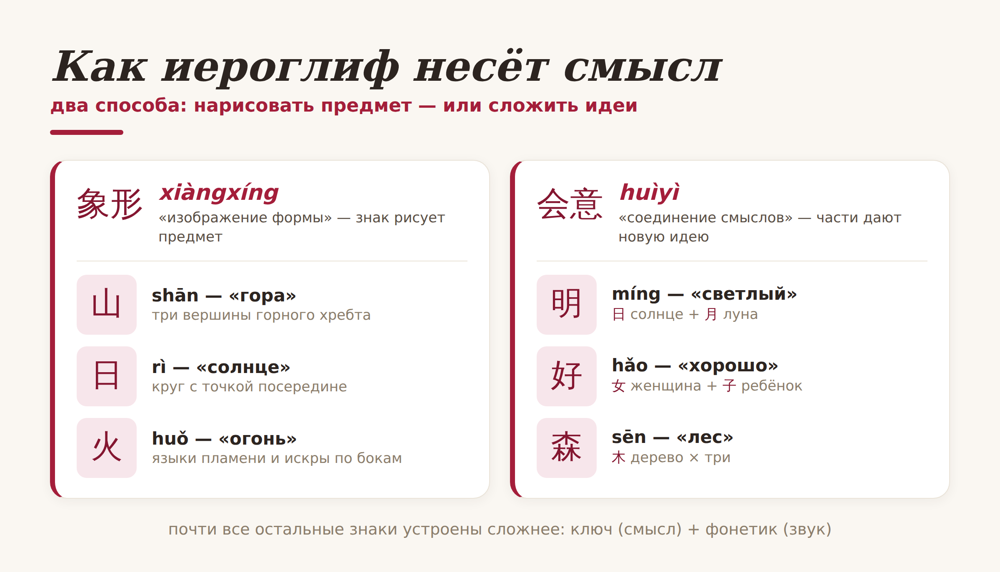 Как иероглиф несёт смысл
два способа: нарисовать предмет — или сложить идеи
象形
xiàngxíng
«изображение формы» — знак рисует
предмет
山
shān — «гора»
три вершины горного хребта
日
rì — «солнце»
круг с точкой посередине
火
huǒ — «огонь»
языки пламени и искры по бокам
会意
huìyì
«соединение смыслов» — части дают
новую идею
明
míng — «светлый»
日 солнце + 月 луна
好
hǎo — «хорошо»
女 женщина + 子 ребёнок
森
sēn — «лес»
木 дерево × три
почти все остальные знаки устроены сложнее: ключ (смысл) + фонетик (звук)